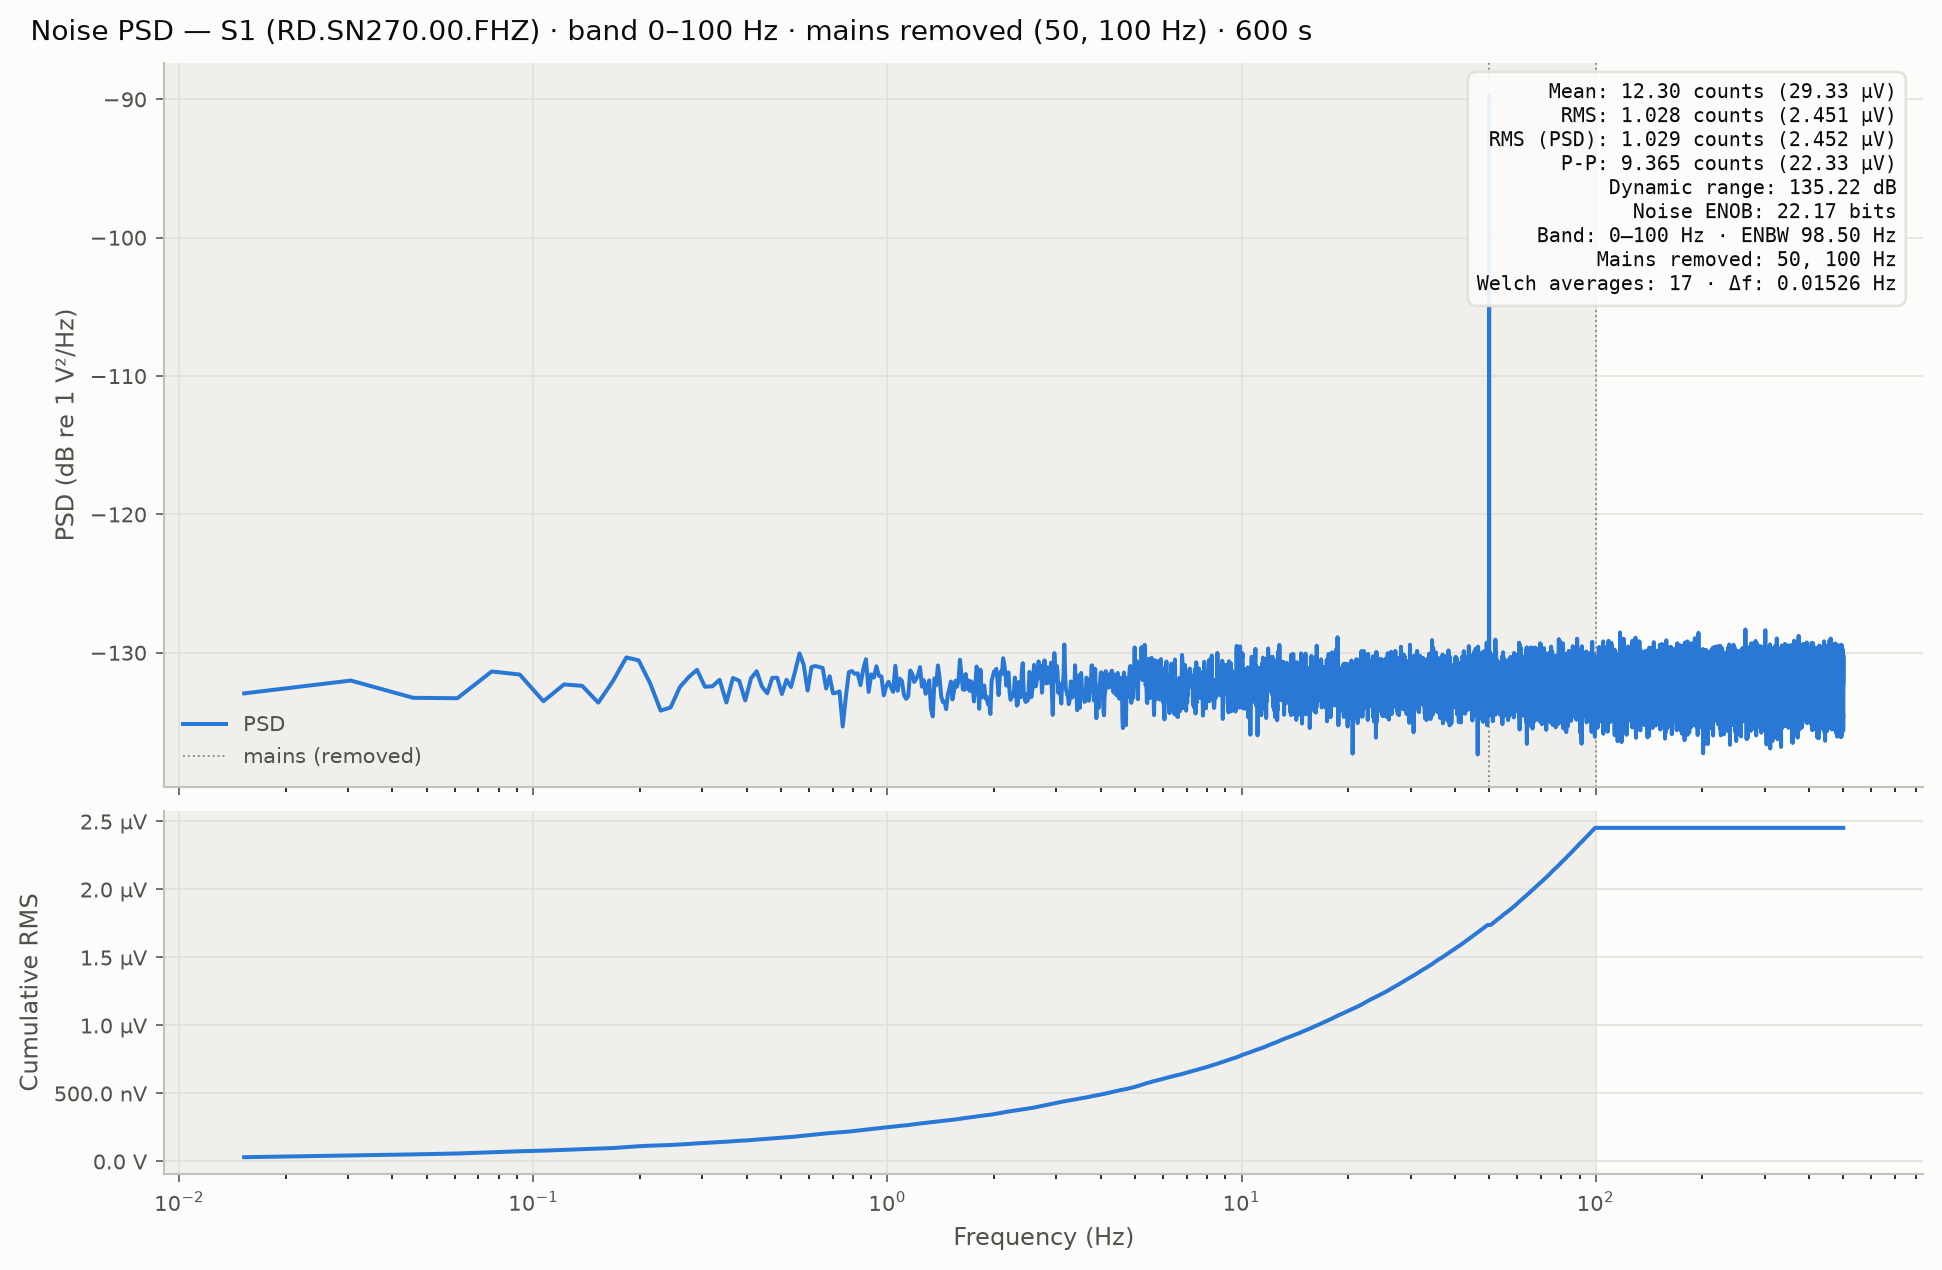 Noise PSD — S1 (RD.SN270.00.FHZ) · band 0–100 Hz · mains removed (50, 100 Hz) · 600 s
Mean: 12.30 counts (29.33 µV)
RMS: 1.028 counts (2.451 µV)
RMS (PSD): 1.029 counts (2.452 µV)
P-P: 9.365 counts (22.33 µV)
Dynamic range: 135.22 dB
Noise ENOB: 22.17 bits
Band: 0–100 Hz · ENBW 98.50 Hz
Mains removed: 50, 100 Hz
Welch averages: 17 · Δf: 0.01526 Hz
PSD (dB re 1 V²/Hz)
−90
−100
−110
−120
−130
PSD
mains (removed)
Cumulative RMS
2.5 µV
2.0 µV
1.5 µV
1.0 µV
500.0 nV
0.0 V
10⁻² 10⁻¹ 10⁰ 10¹ 10²
Frequency (Hz)